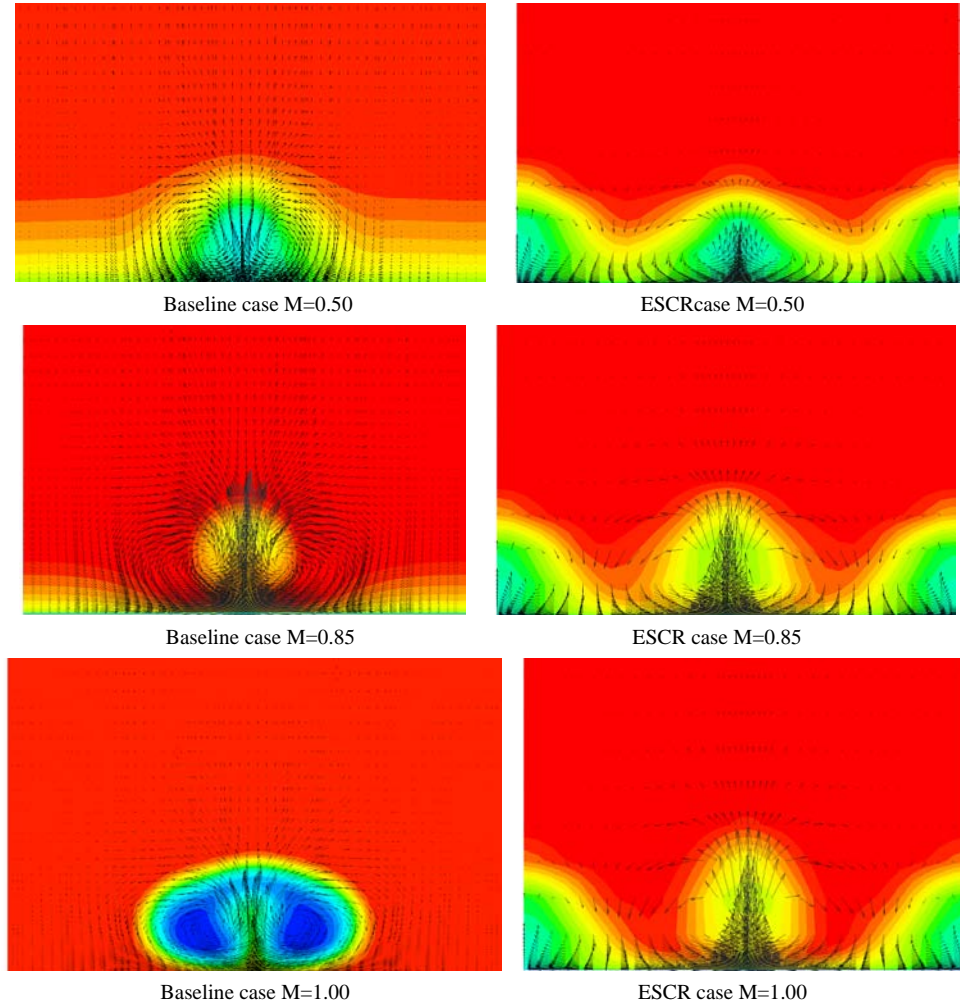 Baseline case M=0.50
ESCRcase M=0.50
Baseline case M=0.85
ESCR case M=0.85
Baseline case M=1.00
ESCR case M=1.00